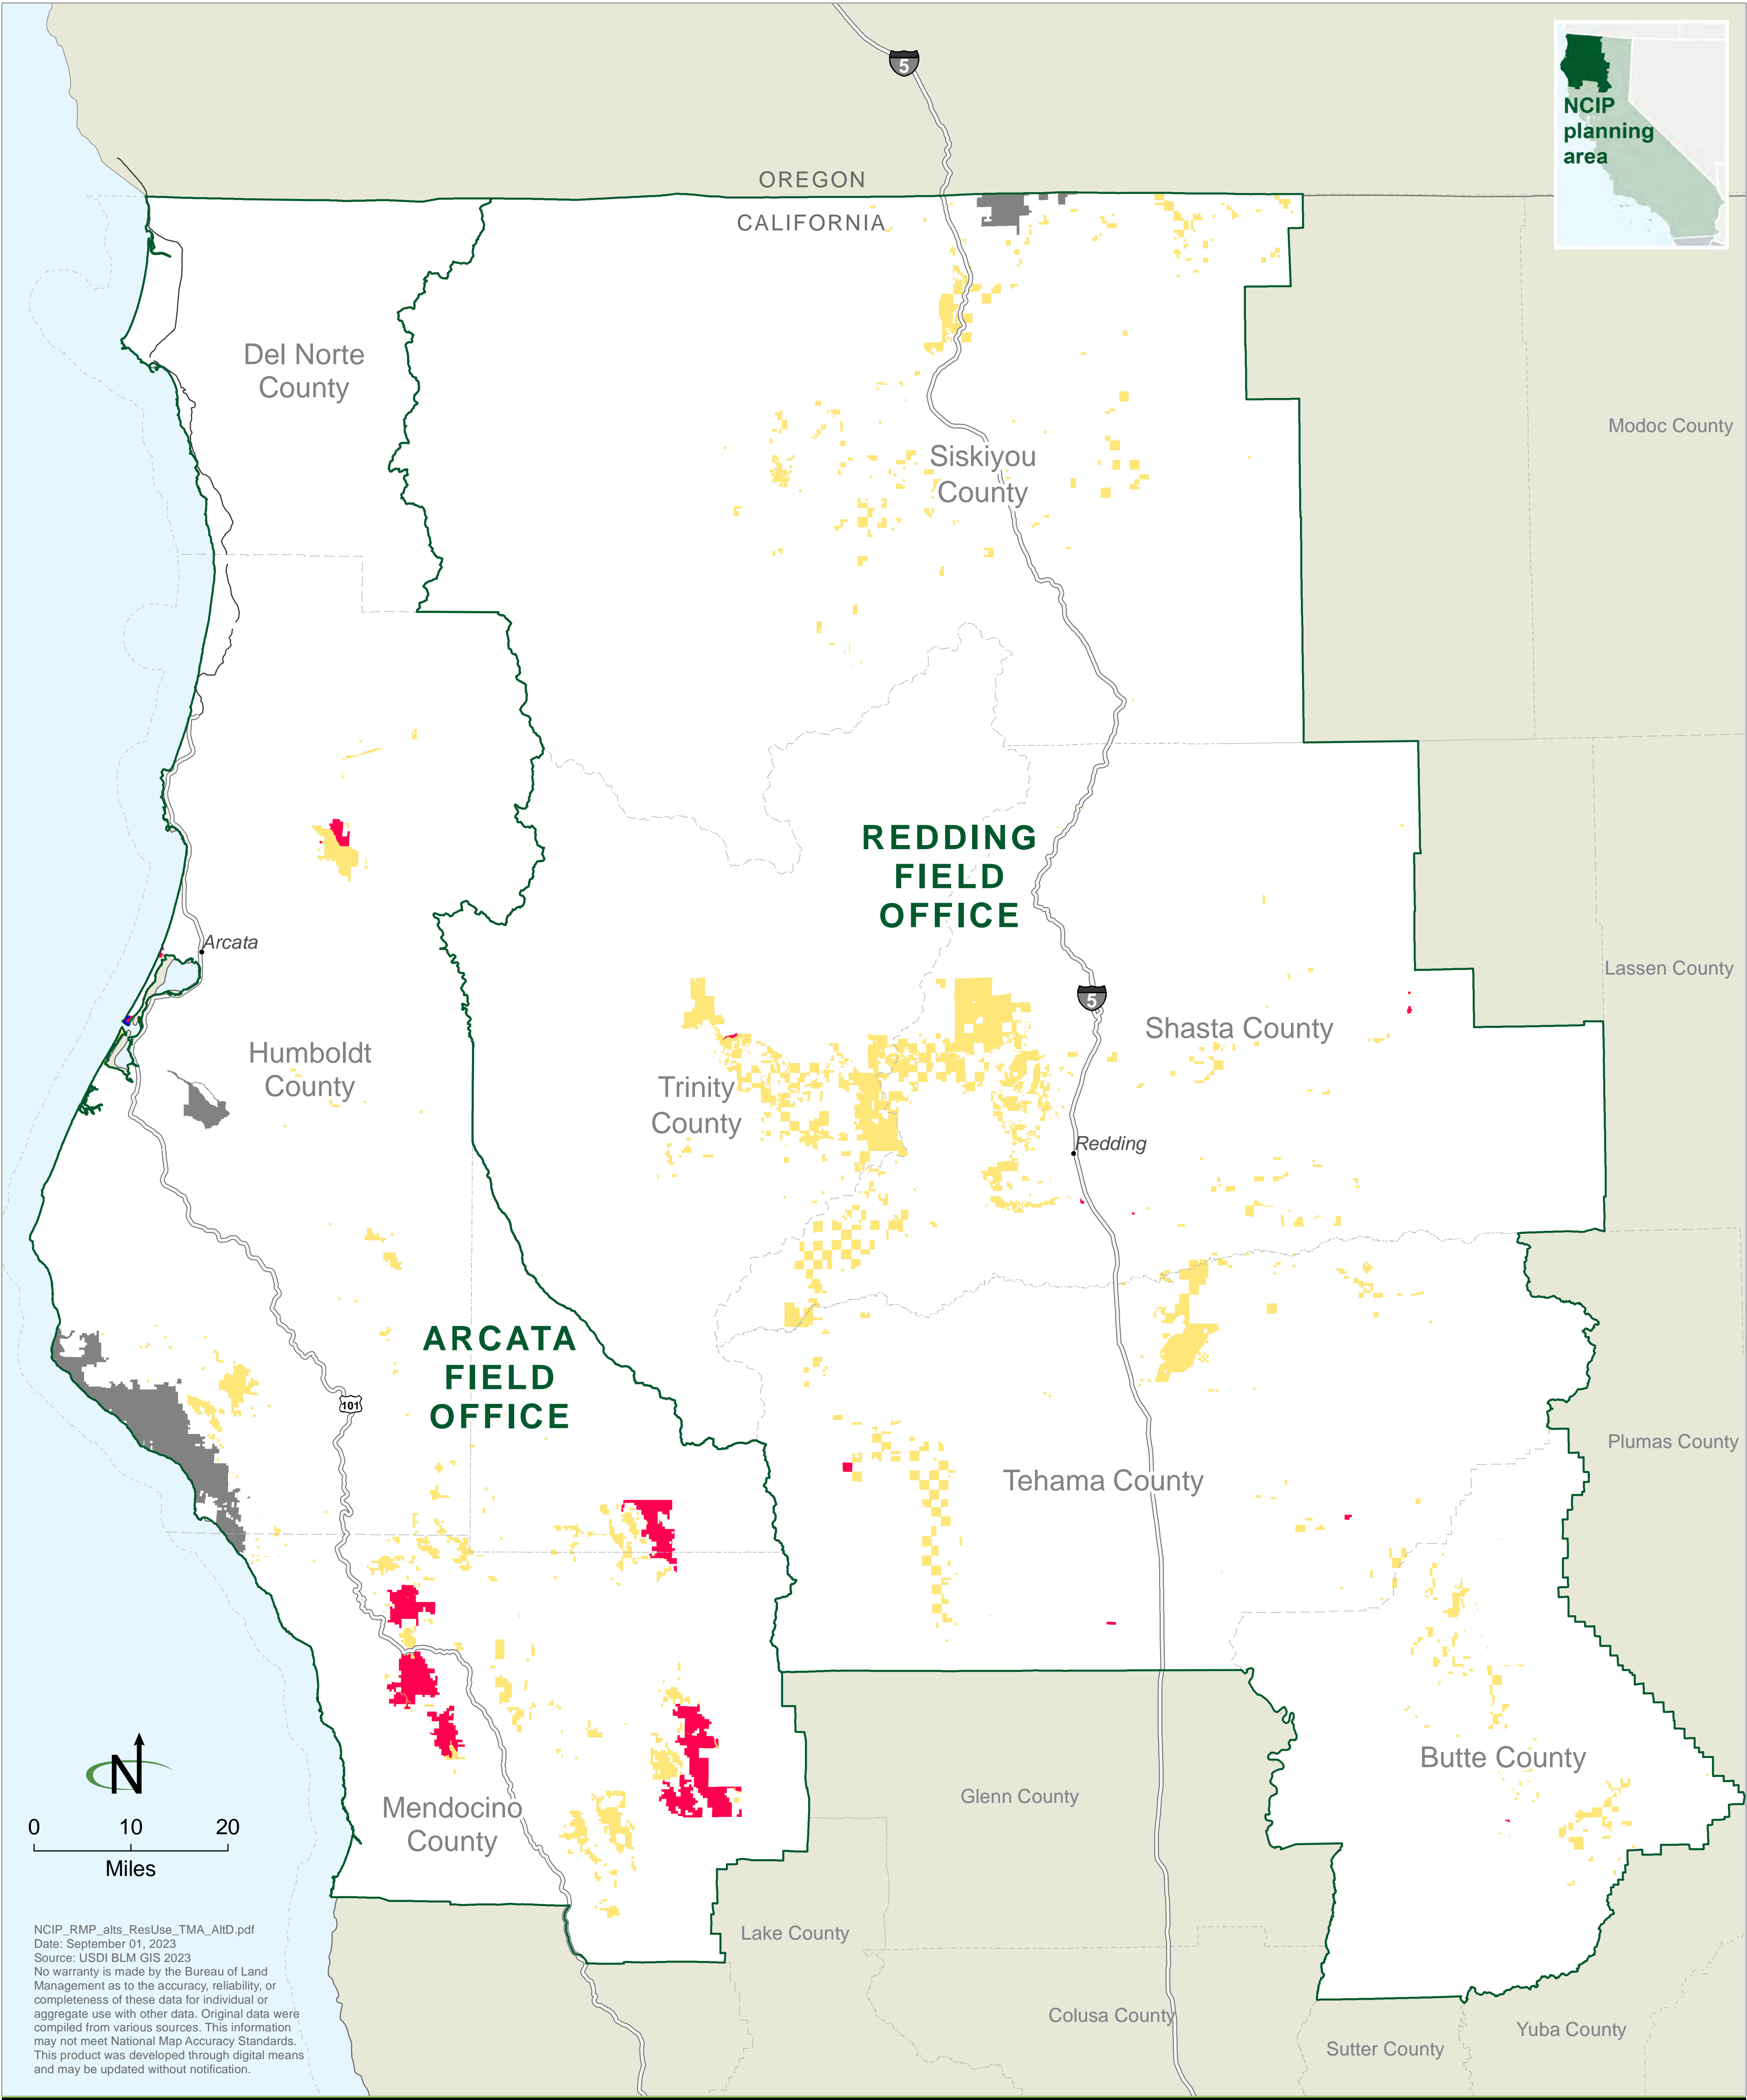 5
NCIP
planning
area
OREGON
CALIFORNIA
Del Norte
County
Modoc County
Siskiyou
County
REDDING
FIELD
OFFICE
Arcata
Lassen County
5
Shasta County
Humboldt
County
Trinity
County
Redding
ARCATA
FIELD
OFFICE
101
Plumas County
Tehama County
Butte County
N
Glenn County
Mendocino
County
0 10 20
Miles
Lake County
NCIP_RMP_alts_ResUse_TMA_AltD.pdf
Date: September 01, 2023
Source: USDI BLM GIS 2023
No warranty is made by the Bureau of Land
Management as to the accuracy, reliability, or
completeness of these data for individual or
aggregate use with other data. Original data were
compiled from various sources. This information
may not meet National Map Accuracy Standards.
This product was developed through digital means
and may be updated without notification.
Colusa County
Yuba County
Sutter County